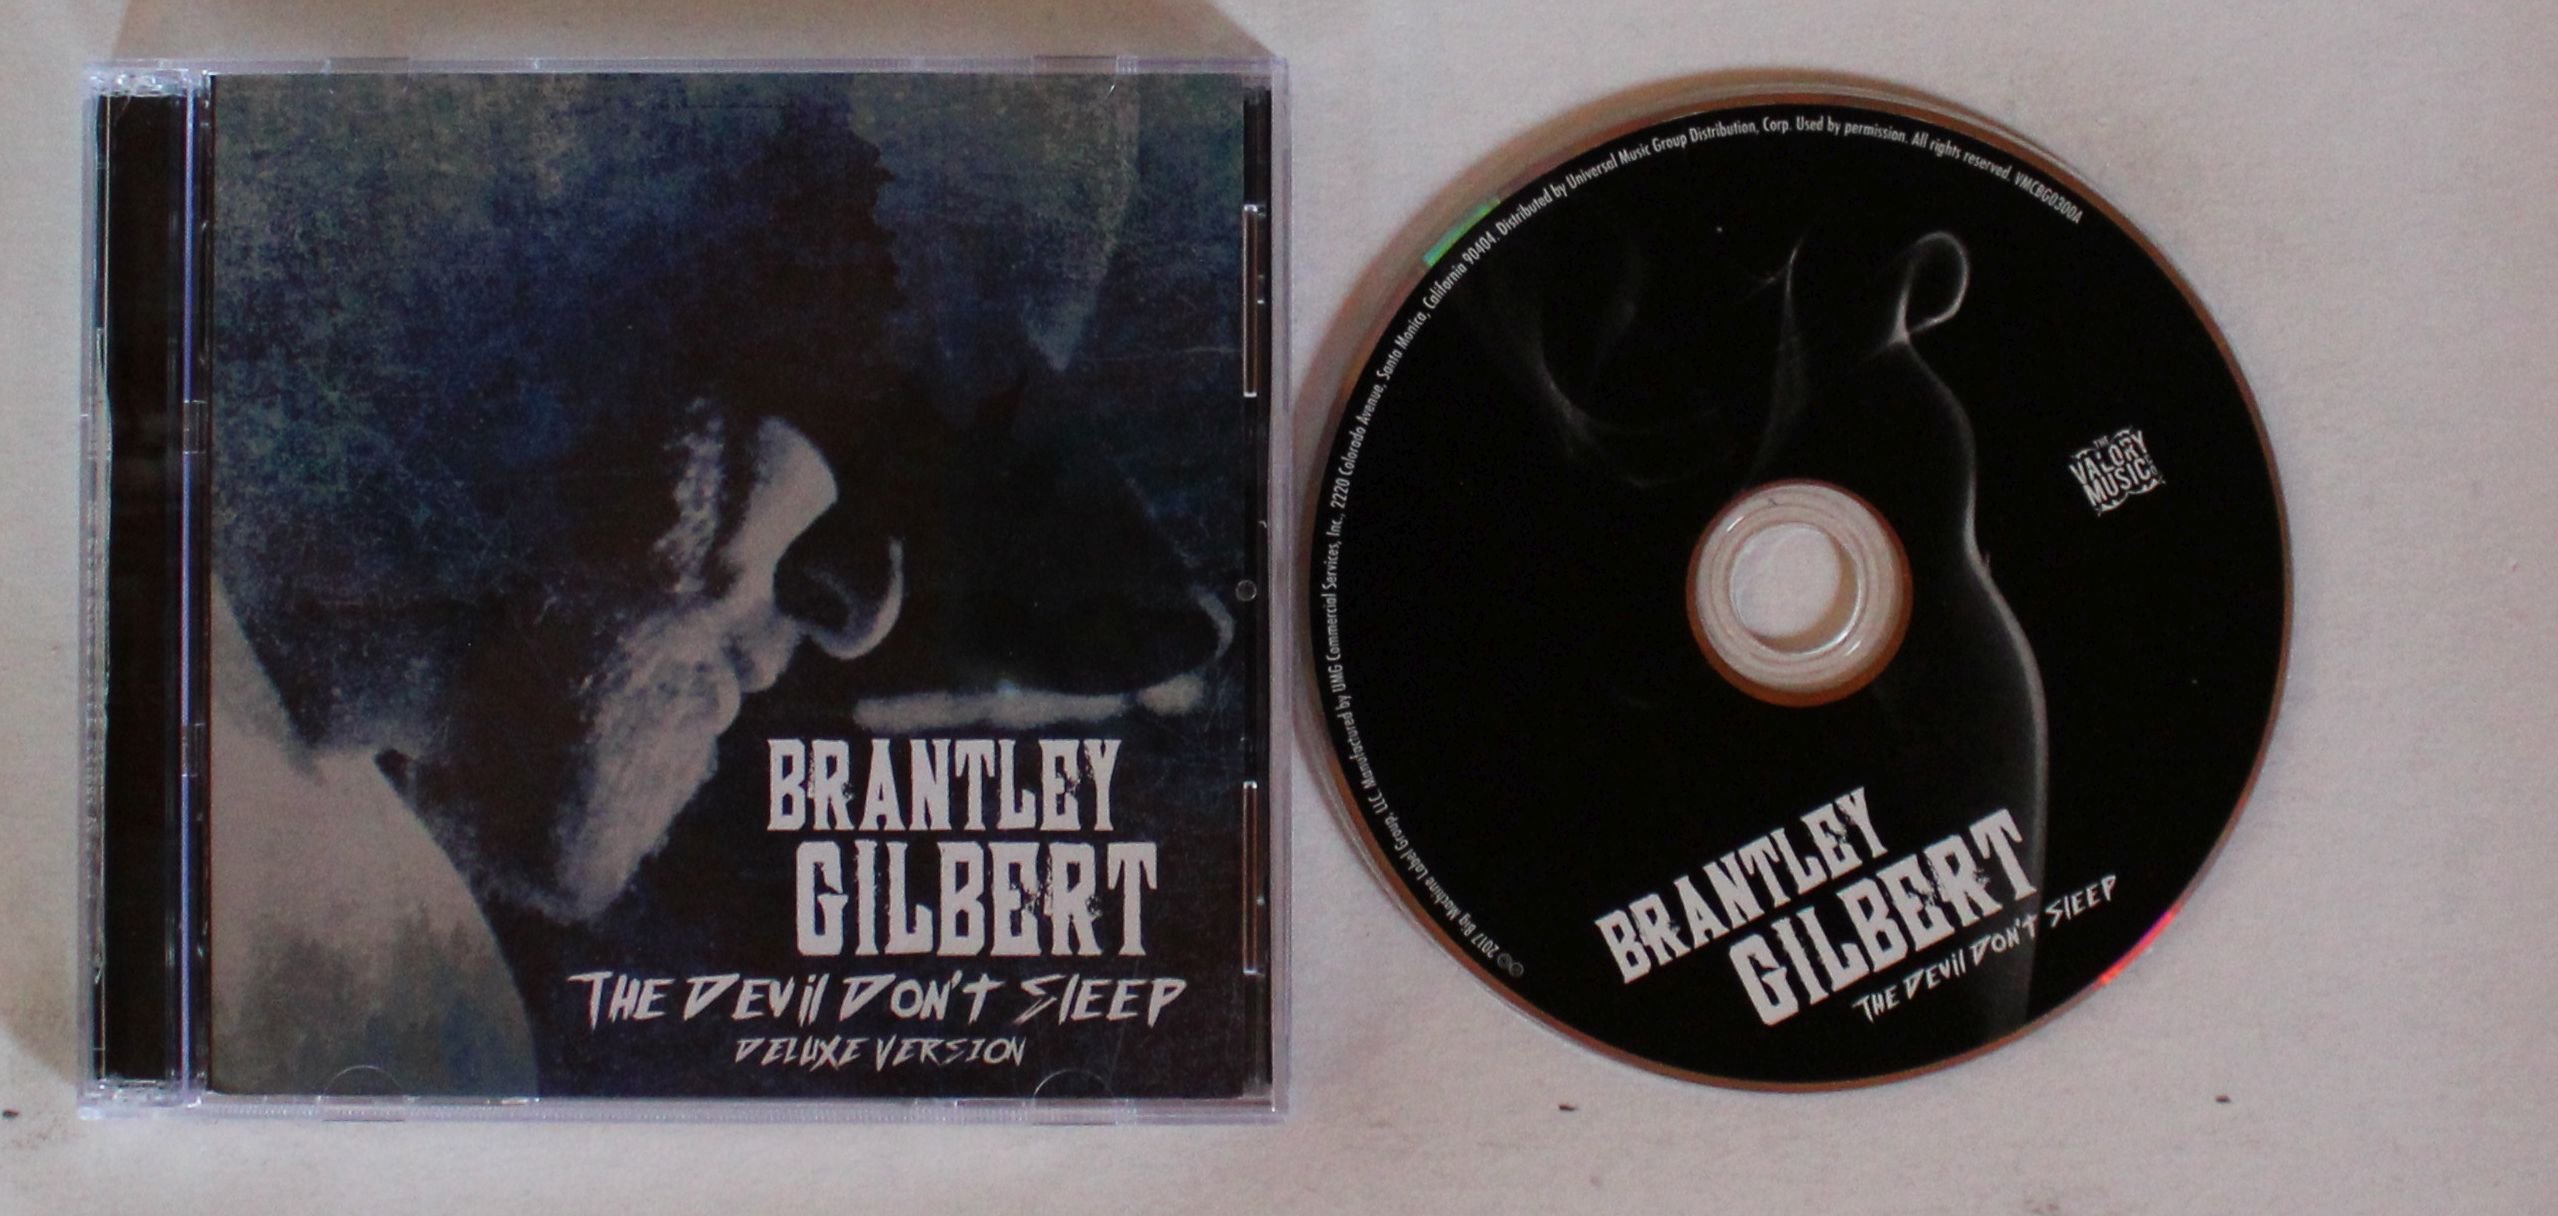 BRANTLEY
GILBERT
THE DEVIL DON'T SLEEP
DELUXE VERSION
℗© 2017 Big Machine Label Group, LLC Manufactured by UMG Commercial Services, Inc., 2220 Colorado Avenue, Santa Monica, California 90404. Distributed by Universal Music Group Distribution, Corp. Used by permission. All rights reserved. VMCBG0300A
THE
VALORY
MUSIC
BRANTLEY
GILBERT
THE DEVIL DON'T SLEEP